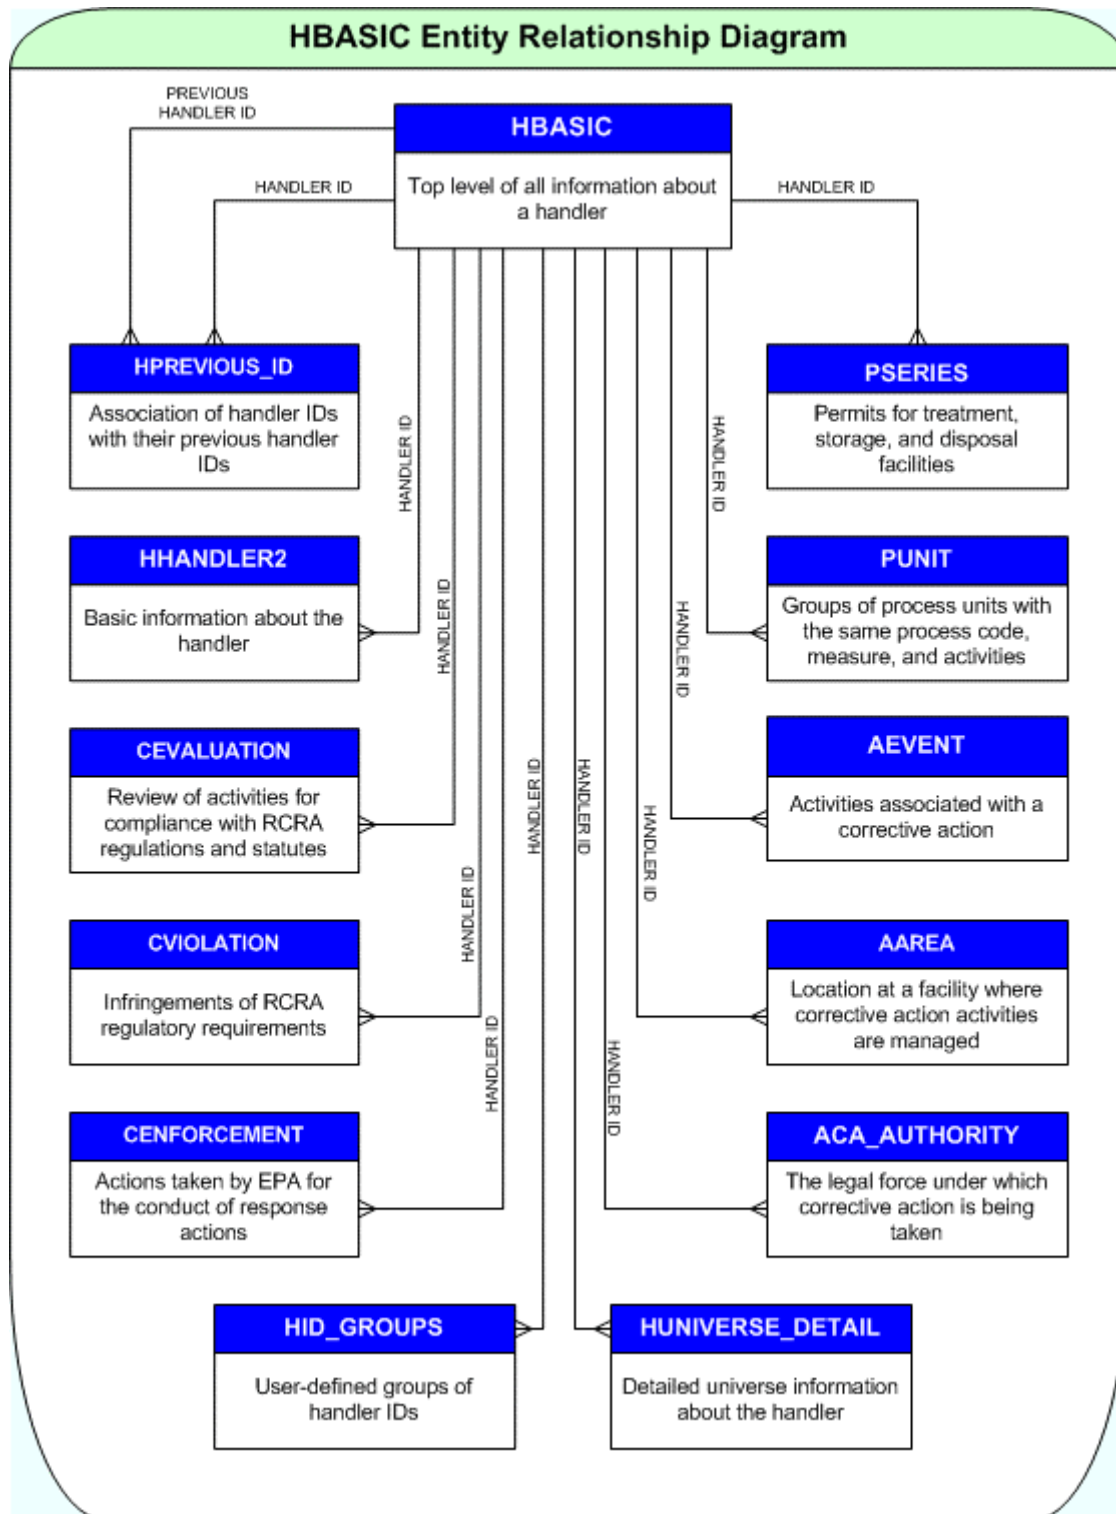 HBASIC Entity Relationship Diagram
PREVIOUS
HANDLER ID
HBASIC
Top level of all information about
a handler
HANDLER ID
HANDLER ID
HPREVIOUS_ID
Association of handler IDs
with their previous handler
IDs
PSERIES
Permits for treatment,
storage, and disposal
facilities
HANDLER ID
HANDLER ID
HHANDLER2
Basic information about the
handler
PUNIT
Groups of process units with
the same process code,
measure, and activities
HANDLER ID
HANDLER ID
CEVALUATION
Review of activities for
compliance with RCRA
regulations and statutes
AEVENT
Activities associated with a
corrective action
HANDLER ID
HANDLER ID
HANDLER ID
HANDLER ID
CVIOLATION
Infringements of RCRA
regulatory requirements
AAREA
Location at a facility where
corrective action activities
are managed
HANDLER ID
HANDLER ID
CENFORCEMENT
Actions taken by EPA for
the conduct of response
actions
ACA_AUTHORITY
The legal force under which
corrective action is being
taken
HID_GROUPS
User-defined groups of
handler IDs
HUNIVERSE_DETAIL
Detailed universe information
about the handler